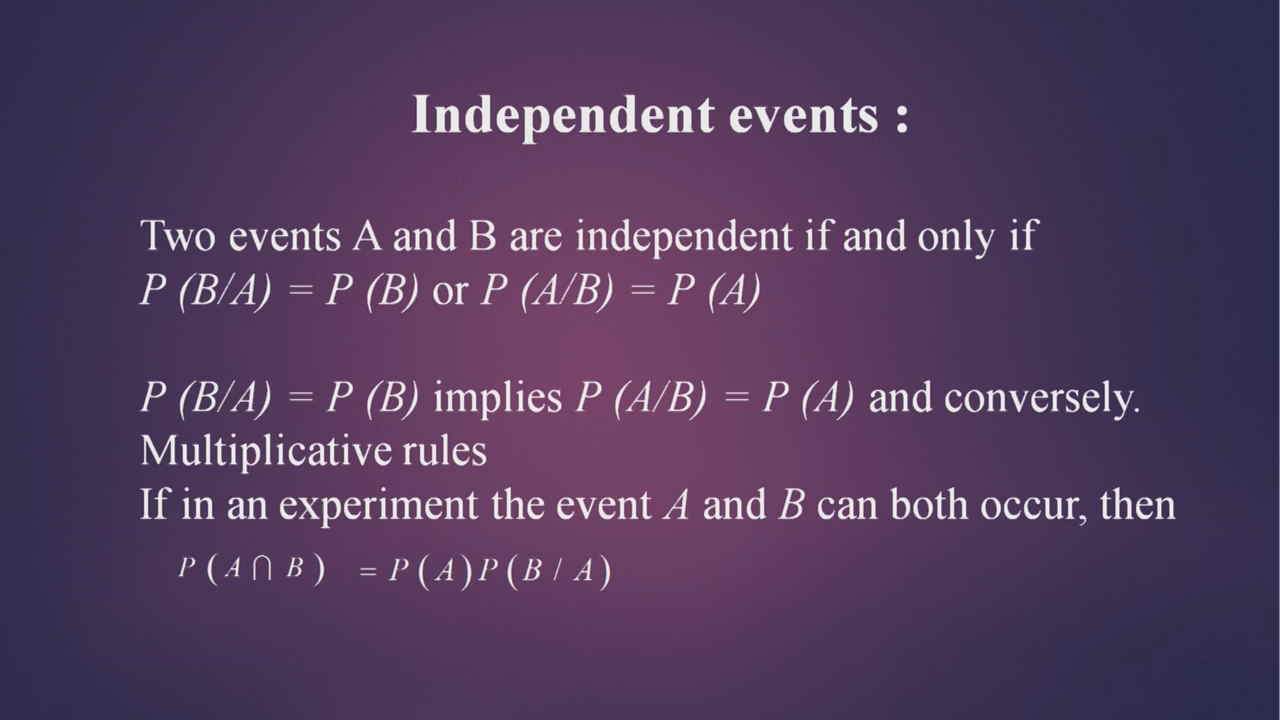 Independent events :
Two events A and B are independent if and only if
P (B/A) = P (B) or P (A/B) = P (A)
P (B/A) = P (B) implies P (A/B) = P (A) and conversely.
Multiplicative rules
If in an experiment the event A and B can both occur, then
P ( A ∩ B ) = P ( A ) P ( B / A )